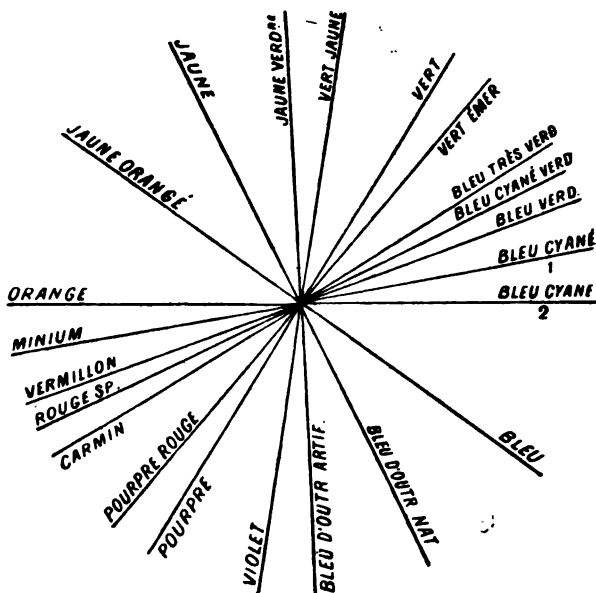 JAUNE VERDRE
VERT JAUNE
VERT
VERT ÉMER
BLEU TRÈS VERD
BLEU CYANÉ VERD
BLEU VERD.
BLEU CYANÉ
1
BLEU CYANÉ
2
BLEU
BLEU D'OUTR NAT
BLEU D'OUTR ARTIF.
VIOLET
POURPRE
POURPRE ROUGE
CARMIN
ROUGE SP.
VERMILLON
MINIUM
ORANGE
JAUNE ORANGÉ
JAUNE